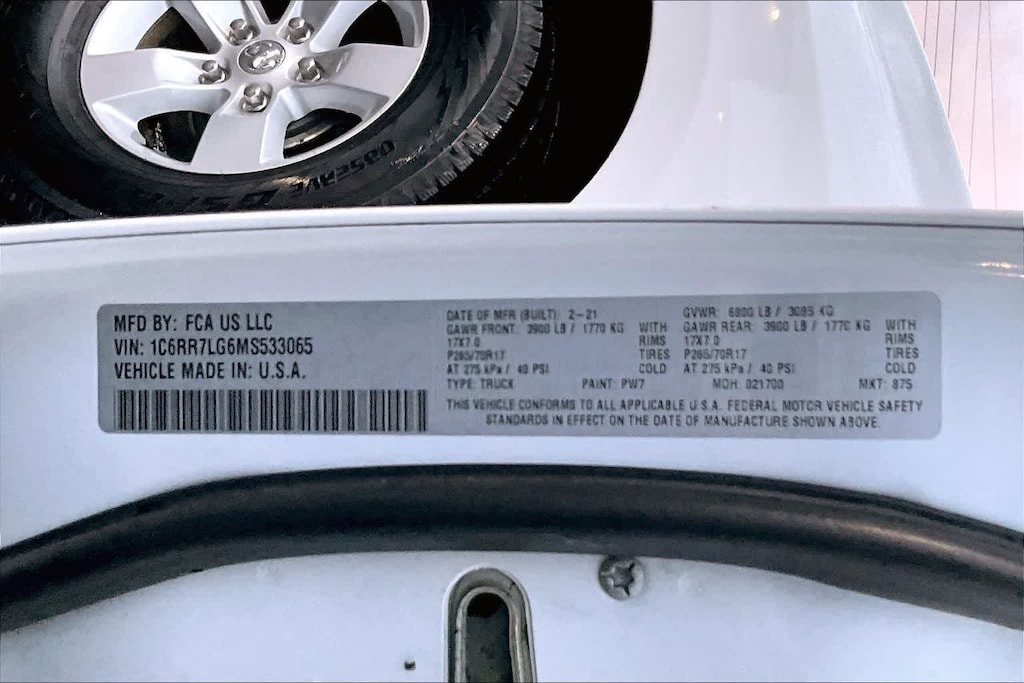 OBSERVE
MFD BY: FCA US LLC
VIN: 1C6RR7LG6MS533065
VEHICLE MADE IN: U.S.A.
DATE OF MFR (BUILT): 2-21
GAWR FRONT: 3900 LB / 1770 KG WITH
17X7.0 RIMS
P265/70R17 TIRES
AT 275 kPa / 40 PSI COLD
TYPE: TRUCK PAINT: PW7
GVWR: 6800 LB / 3085 KG
GAWR REAR: 3900 LB / 1770 KG WITH
17X7.0 RIMS
P265/70R17 TIRES
AT 275 kPa / 40 PSI COLD
MDH: 021700 MKT: 875
THIS VEHICLE CONFORMS TO ALL APPLICABLE U.S.A. FEDERAL MOTOR VEHICLE SAFETY
STANDARDS IN EFFECT ON THE DATE OF MANUFACTURE SHOWN ABOVE.